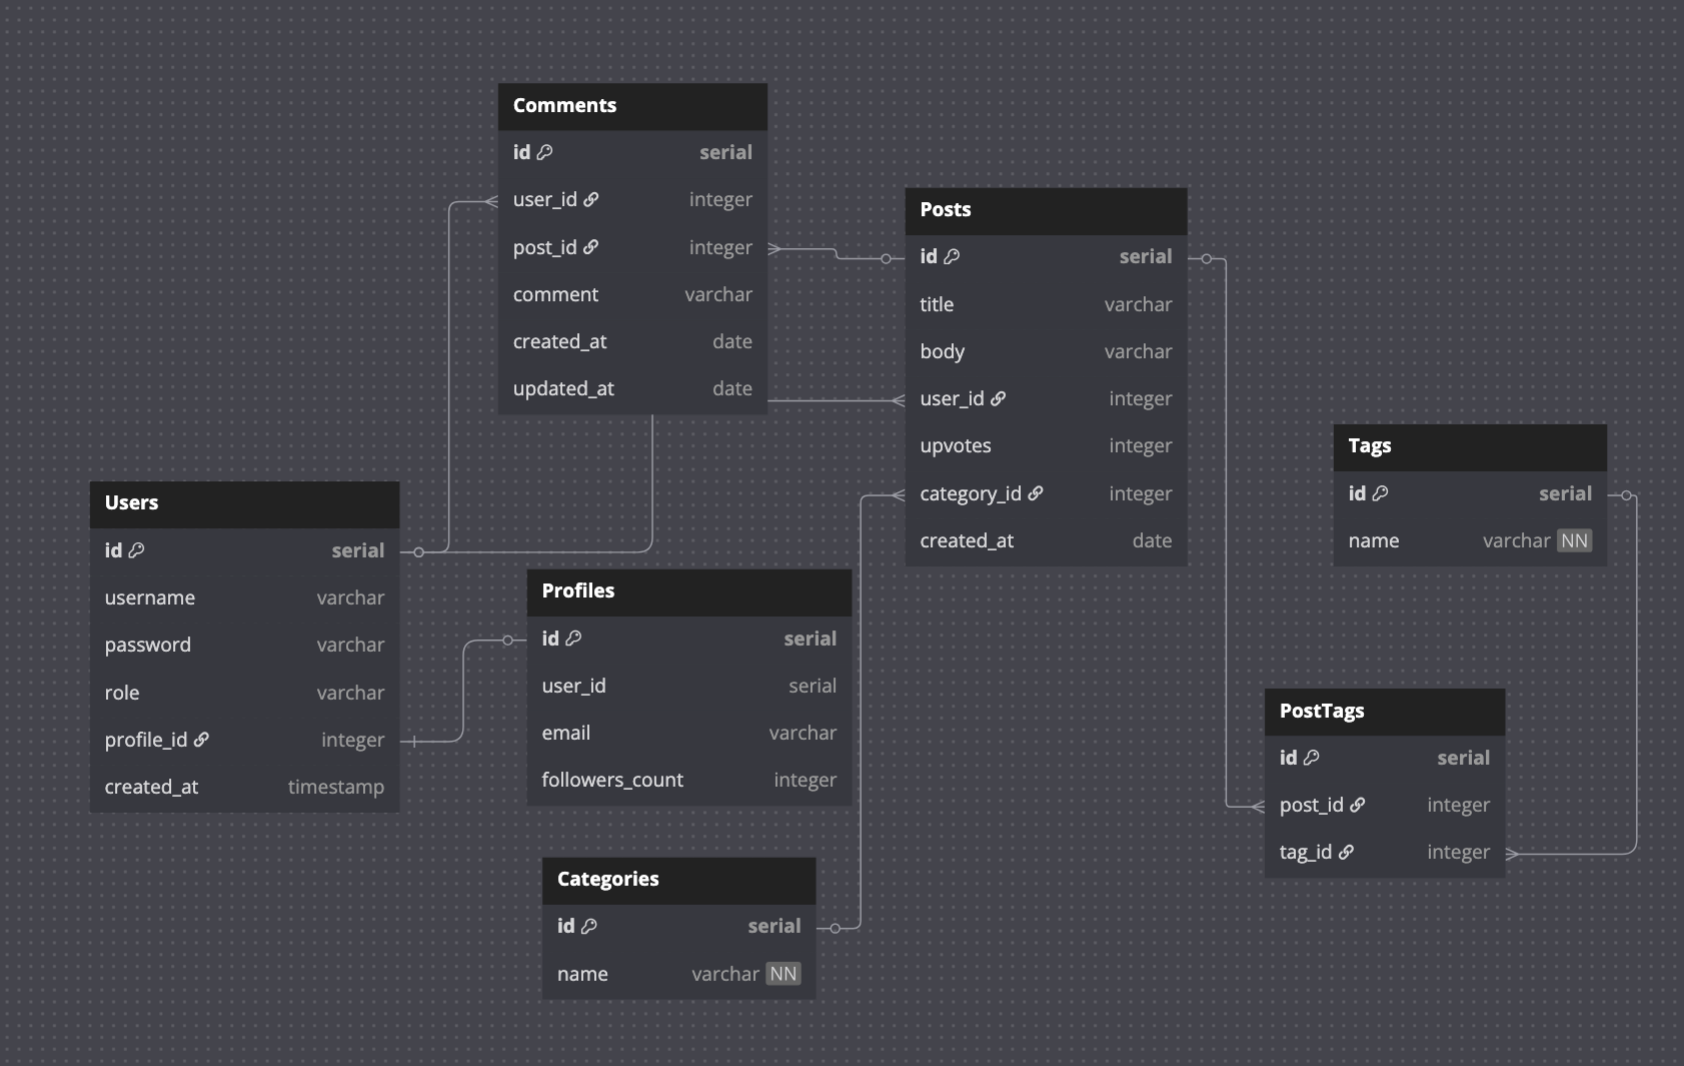 Comments
id serial
user_id integer
post_id integer
comment varchar
created_at date
updated_at date
Posts
id serial
title varchar
body varchar
user_id integer
upvotes integer
category_id integer
created_at date
Tags
id serial
name varchar NN
Users
id serial
username varchar
password varchar
role varchar
profile_id integer
created_at timestamp
Profiles
id serial
user_id serial
email varchar
followers_count integer
PostTags
id serial
post_id integer
tag_id integer
Categories
id serial
name varchar NN